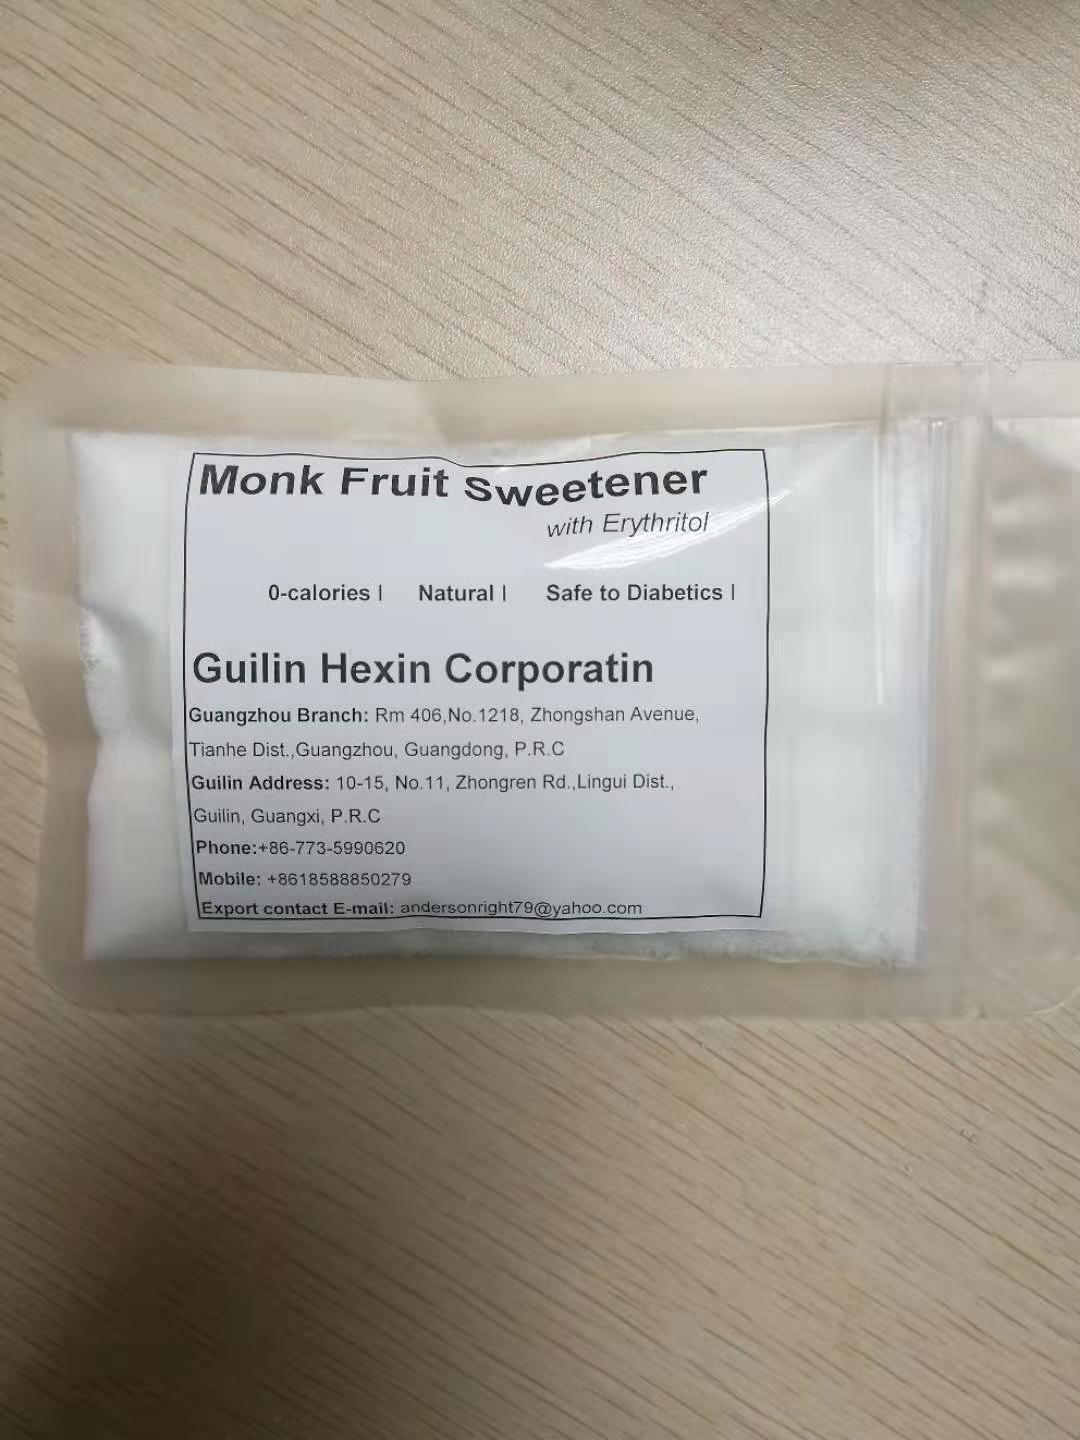 Monk Fruit Sweetener
with Erythritol
0-calories | Natural | Safe to Diabetics |
Guilin Hexin Corporatin
Guangzhou Branch: Rm 406,No.1218, Zhongshan Avenue,
Tianhe Dist.,Guangzhou, Guangdong, P.R.C
Guilin Address: 10-15, No.11, Zhongren Rd.,Lingui Dist.,
Guilin, Guangxi, P.R.C
Phone:+86-773-5990620
Mobile: +8618588850279
Export contact E-mail: andersonright79@yahoo.com